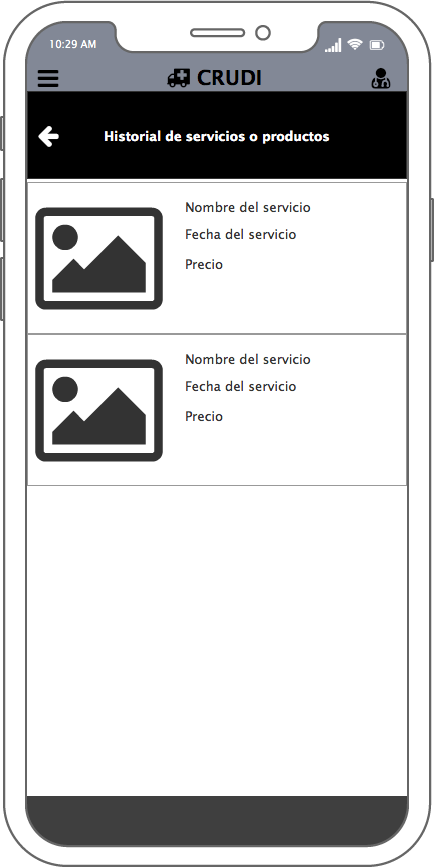 10:29 AM
CRUDI
Historial de servicios o productos
Nombre del servicio
Fecha del servicio
Precio
Nombre del servicio
Fecha del servicio
Precio